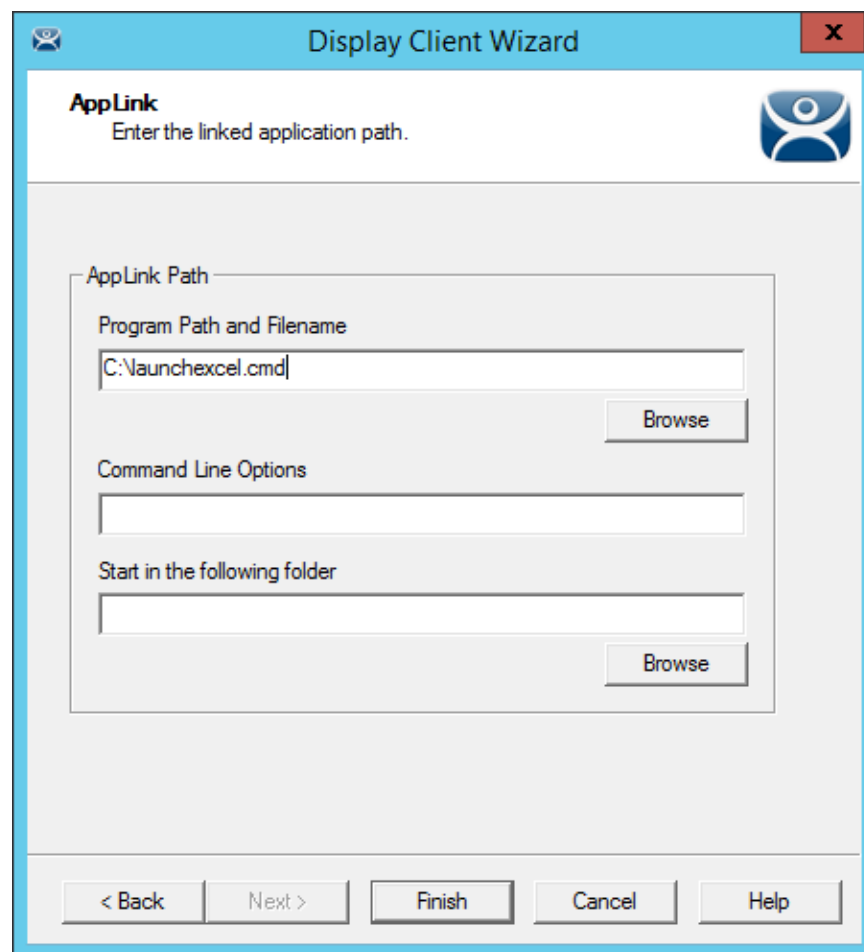 Display Client Wizard
x
AppLink
Enter the linked application path.
AppLink Path
Program Path and Filename
C:\launchexcel.cmd
Browse
Command Line Options
Start in the following folder
Browse
< Back Next > Finish Cancel Help